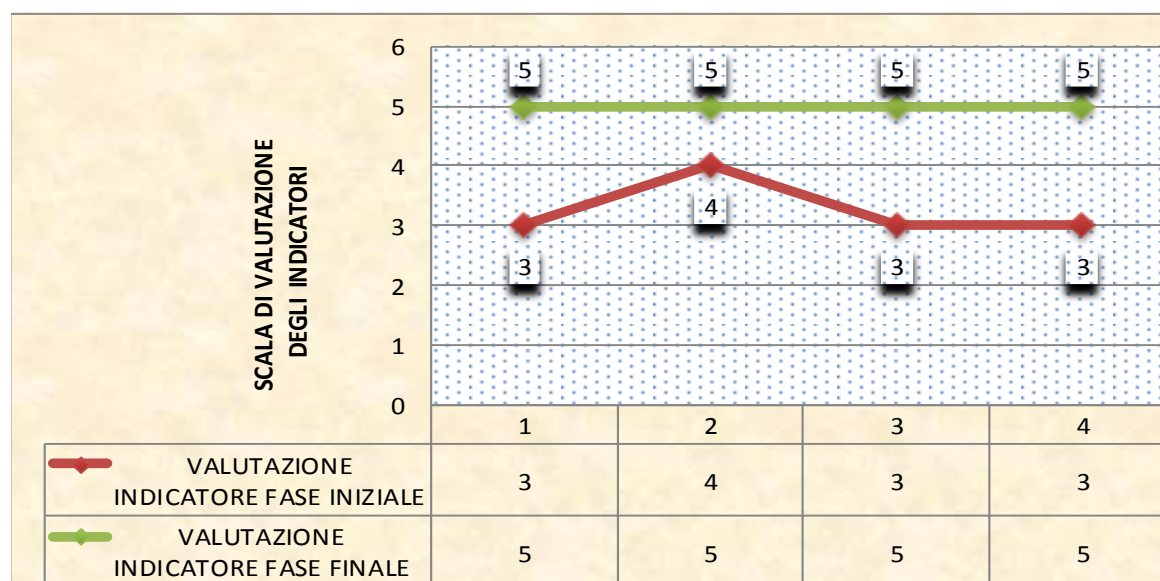 SCALA DI VALUTAZIONE
DEGLI INDICATORI
6
5
4
3
2
1
0
5 5 5 5
3 4 3 3
1 2 3 4
VALUTAZIONE
INDICATORE FASE INIZIALE 3 4 3 3
VALUTAZIONE
INDICATORE FASE FINALE 5 5 5 5